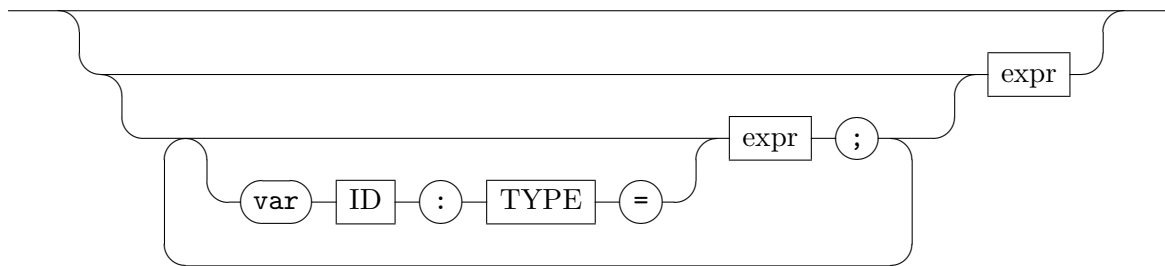 expr
expr ;
var ID : TYPE =